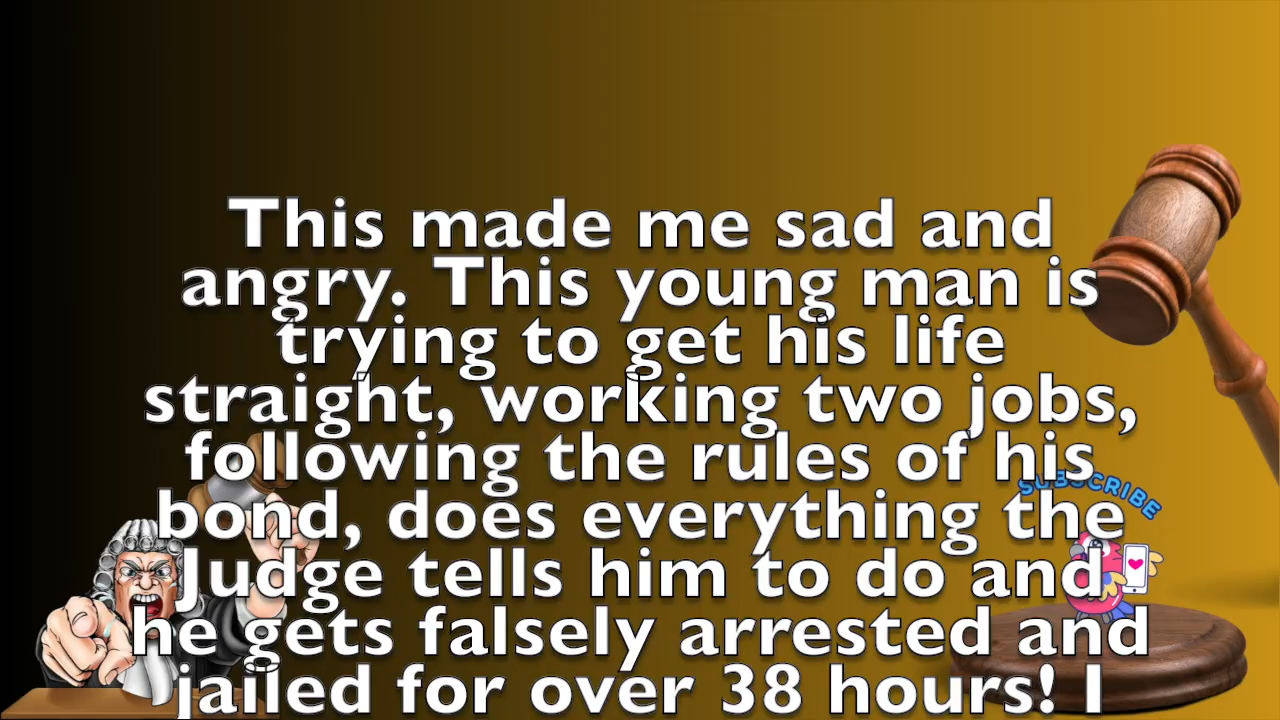 This made me sad and
angry. This young man is
trying to get his life
straight, working two jobs,
following the rules of his
bond, does everything the
Judge tells him to do and
he gets falsely arrested and
jailed for over 38 hours! I
SUBSCRIBE